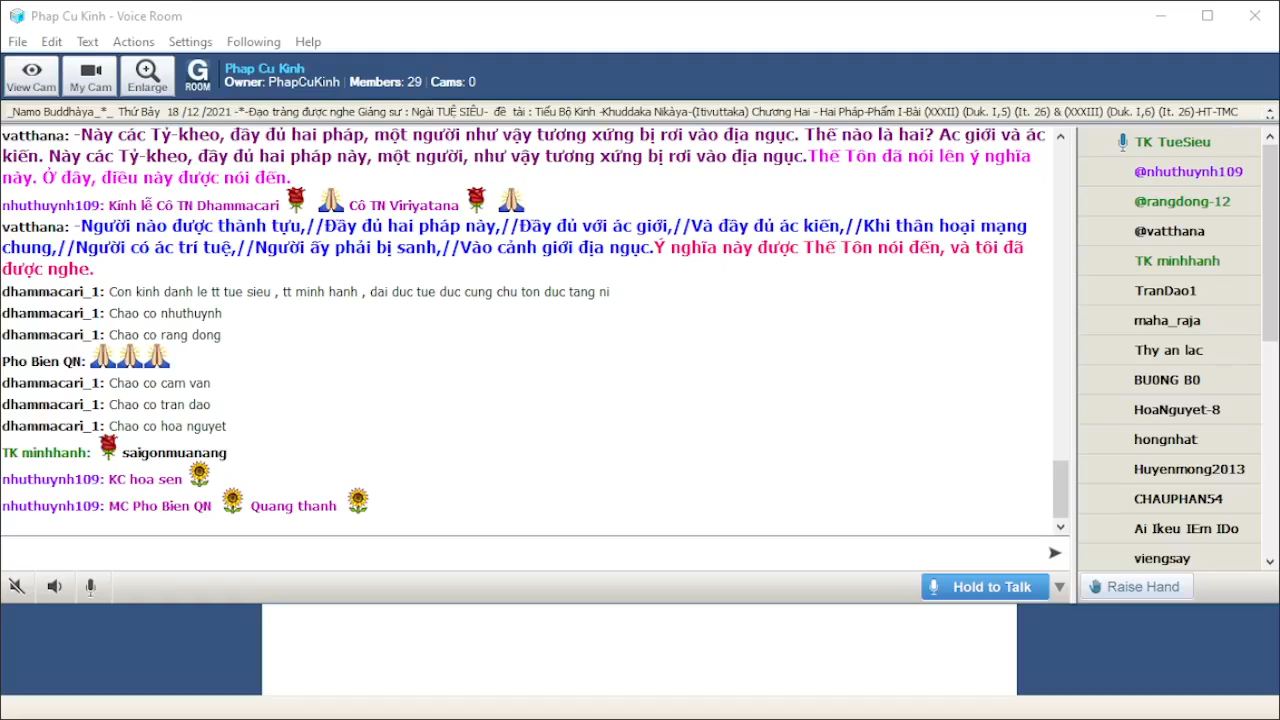 Phap Cu Kinh - Voice Room
File Edit Text Actions Settings Following Help
View Cam My Cam Enlarge G ROOM
Phap Cu Kinh
Owner: PhapCuKinh | Members: 29 | Cams: 0
_Namo Buddhàya_*_ Thứ Bảy 18 /12 /2021 -*-Đạo tràng được nghe Giảng sư : Ngài TUỆ SIÊU- đề tài : Tiểu Bộ Kinh -Khuddaka Nikàya-(Itivuttaka) Chương Hai - Hai Pháp-Phẩm I-Bài (XXXII) (Duk. I,5) (It. 26) & (XXXIII) (Duk. I,6) (It. 26)-HT-TMC
vatthana: -Này các Tỷ-kheo, đầy đủ hai pháp, một người như vậy tương xứng bị rơi vào địa ngục. Thế nào là hai? Ac giới và ác
kiến. Này các Tỷ-kheo, đầy đủ hai pháp này, một người, như vậy tương xứng bị rơi vào địa ngục.Thế Tôn đã nói lên ý nghĩa
này. Ở đây, điều này được nói đến.
nhuthuynh109: Kính lễ Cô TN Dhammacari Cô TN Viriyatana
vatthana: -Người nào được thành tựu,//Đầy đủ hai pháp này,//Đầy đủ với ác giới,//Và đầy đủ ác kiến,//Khi thân hoại mạng
chung,//Người có ác trí tuệ,//Người ấy phải bị sanh,//Vào cảnh giới địa ngục.Ý nghĩa này được Thế Tôn nói đến, và tôi đã
được nghe.
dhammacari_1: Con kinh danh le tt tue sieu , tt minh hanh , dai duc tue duc cung chu ton duc tang ni
dhammacari_1: Chao co nhuthuynh
dhammacari_1: Chao co rang dong
Pho Bien QN:
dhammacari_1: Chao co cam van
dhammacari_1: Chao co tran dao
dhammacari_1: Chao co hoa nguyet
TK minhhanh: saigonmuanang
nhuthuynh109: KC hoa sen
nhuthuynh109: MC Pho Bien QN Quang thanh
TK TueSieu
@nhuthuynh109
@rangdong-12
@vatthana
TK minhhanh
TranDao1
maha_raja
Thy an lac
BU0NG B0
HoaNguyet-8
hongnhat
Huyenmong2013
CHAUPHAN54
Ai Ikeu IEm IDo
viengsay
Hold to Talk
Raise Hand